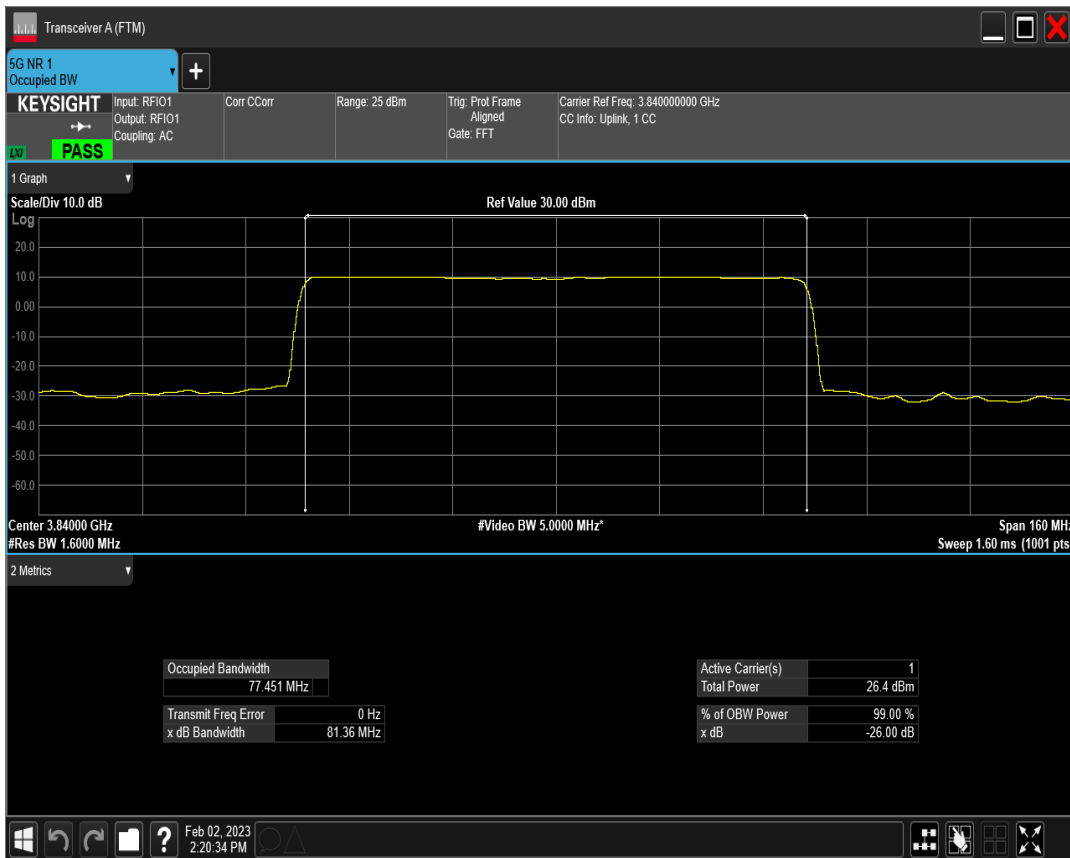 Transceiver A (FTM)
5G NR 1
Occupied BW
+
KEYSIGHT
LXI
PASS
Input: RFIO1
Output: RFIO1
Coupling: AC
Corr CCorr
Range: 25 dBm
Trig: Prot Frame
Aligned
Gate: FFT
Carrier Ref Freq: 3.840000000 GHz
CC Info: Uplink, 1 CC
1 Graph
Scale/Div 10.0 dB
Ref Value 30.00 dBm
Log
20.0
10.0
0.00
-10.0
-20.0
-30.0
-40.0
-50.0
-60.0
Center 3.84000 GHz
#Video BW 5.0000 MHz*
Span 160 MHz
#Res BW 1.6000 MHz
Sweep 1.60 ms (1001 pts
2 Metrics
Occupied Bandwidth
77.451 MHz
Transmit Freq Error 0 Hz
x dB Bandwidth 81.36 MHz
Active Carrier(s) 1
Total Power 26.4 dBm
% of OBW Power 99.00 %
x dB -26.00 dB
?
Feb 02, 2023
2:20:34 PM